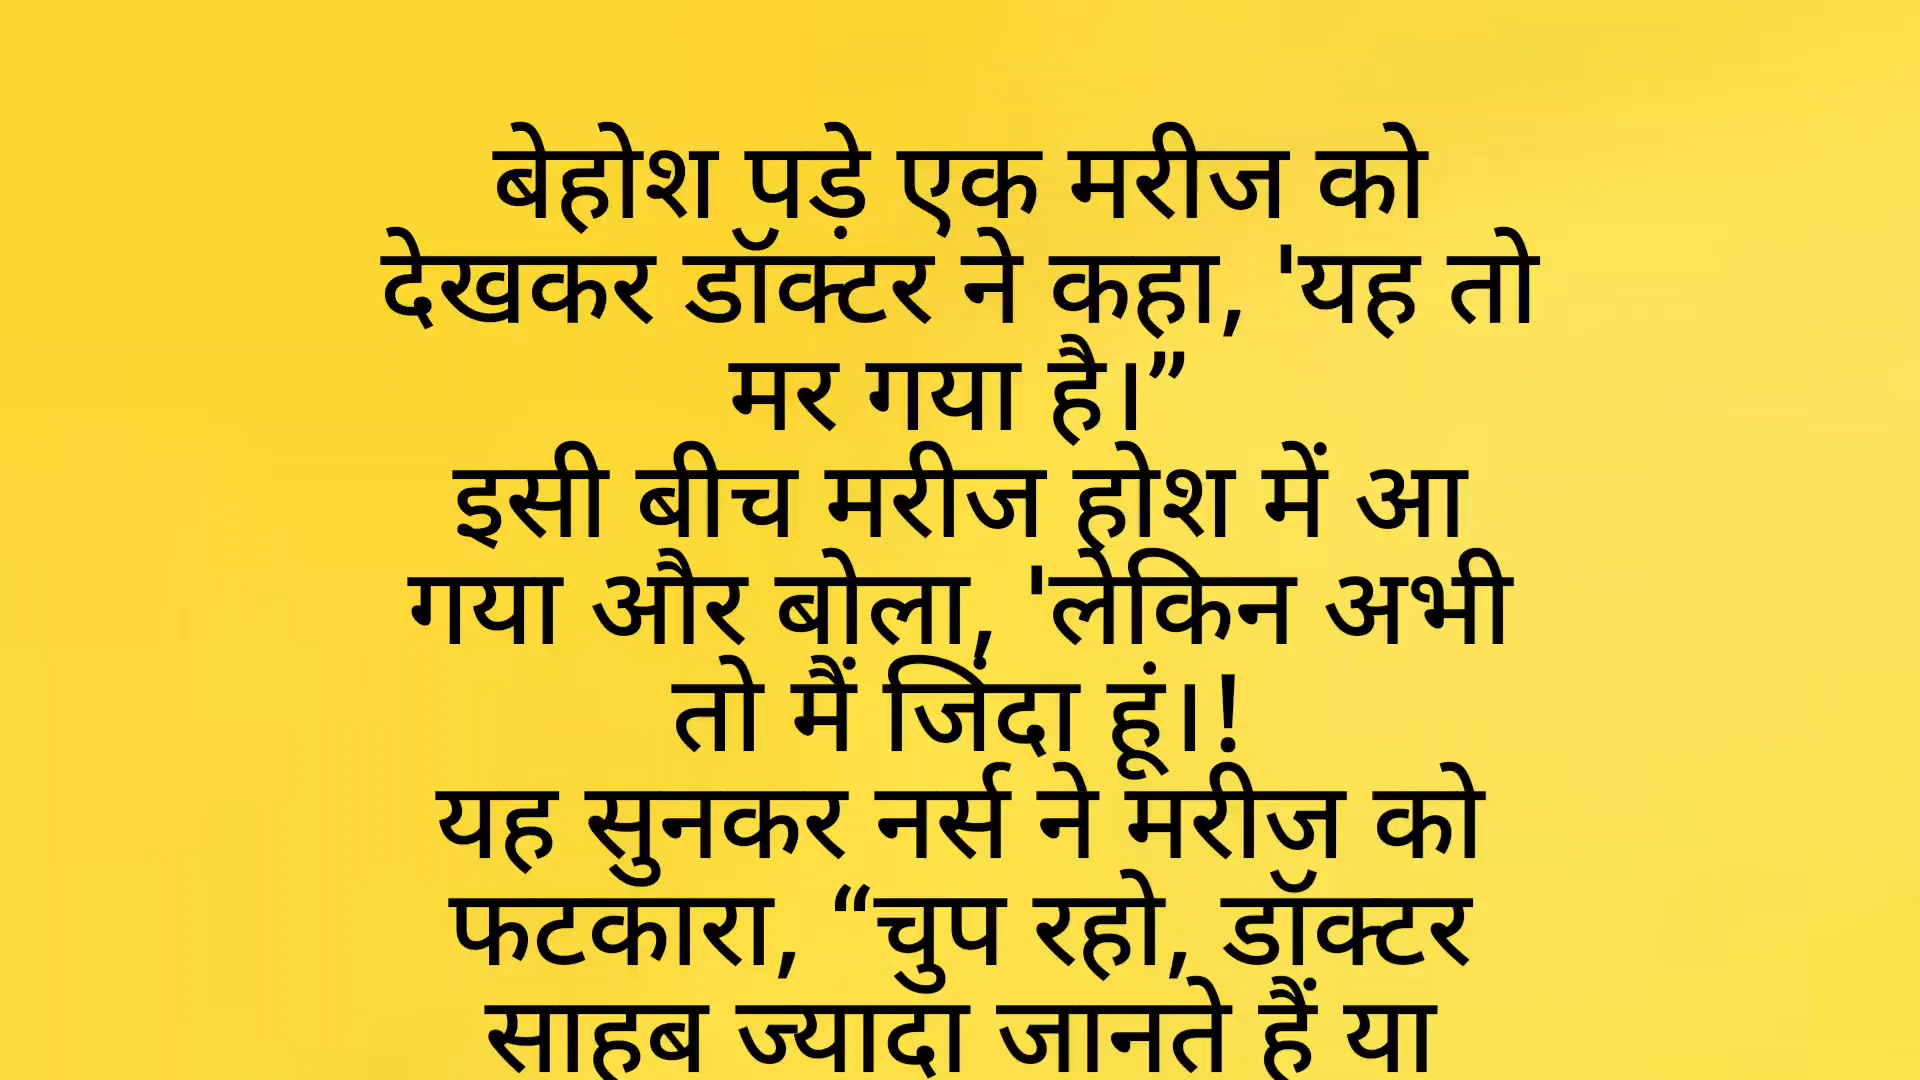 बेहोश पड़े एक मरीज को
देखकर डॉक्टर ने कहा, 'यह तो
मर गया है।”
इसी बीच मरीज होश में आ
गया और बोला, 'लेकिन अभी
तो मैं जिंदा हूं।!
यह सुनकर नर्स ने मरीज को
फटकारा, “चुप रहो, डॉक्टर
साहब ज्यादा जानते हैं या